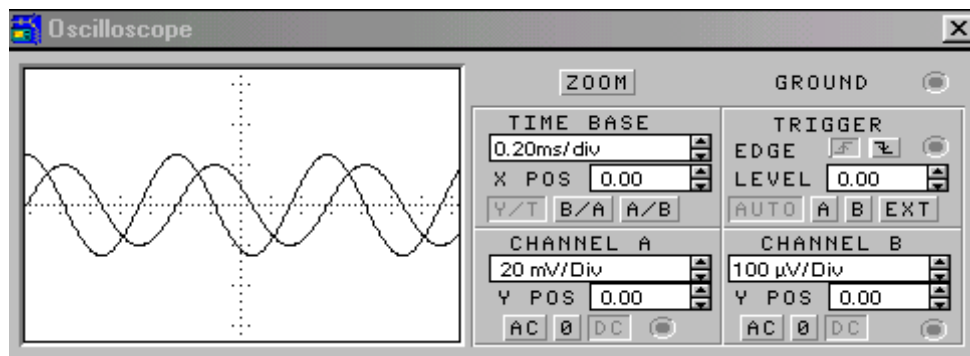 Oscilloscope
ZOOM GROUND
TIME BASE
0.20ms/div
X POS 0.00
Y/T B/A A/B
TRIGGER
EDGE
LEVEL 0.00
AUTO A B EXT
CHANNEL A
20 mV/Div
Y POS 0.00
AC 0 DC
CHANNEL B
100 µV/Div
Y POS 0.00
AC 0 DC